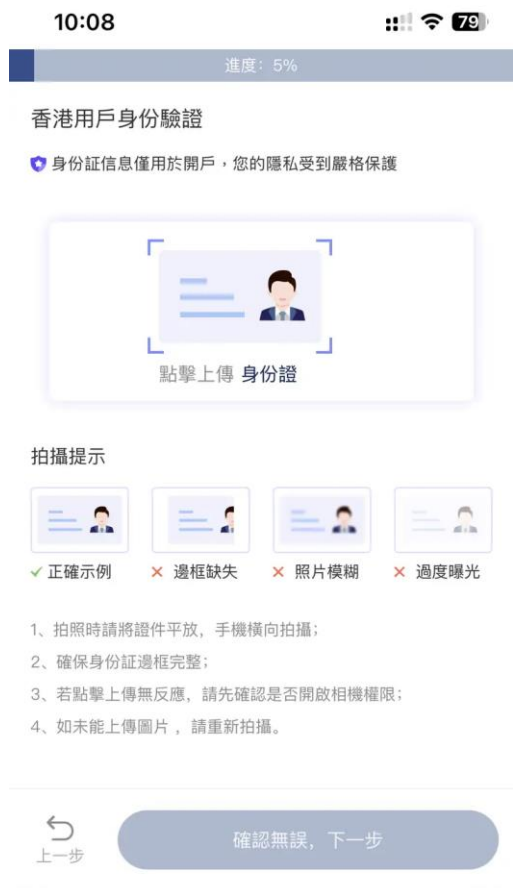 10:08
79
進度：5%
香港用戶身份驗證
身份証信息僅用於開戶，您的隱私受到嚴格保護
點擊上傳 身份證
拍攝提示
正確示例
邊框缺失
照片模糊
過度曝光
1、拍照時請將證件平放，手機橫向拍攝；
2、確保身份証邊框完整；
3、若點擊上傳無反應，請先確認是否開啟相機權限；
4、如未能上傳圖片 ，請重新拍攝。
上一步
確認無誤，下一步